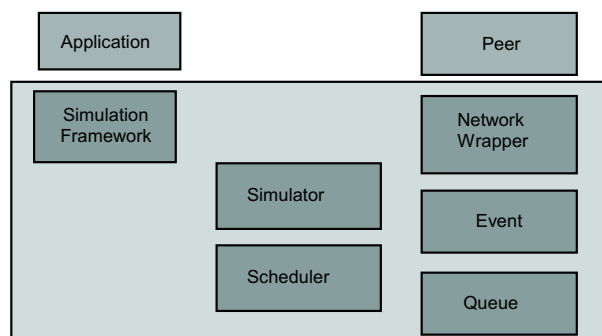 Application
Peer
Simulation
Framework
Network
Wrapper
Simulator
Event
Scheduler
Queue